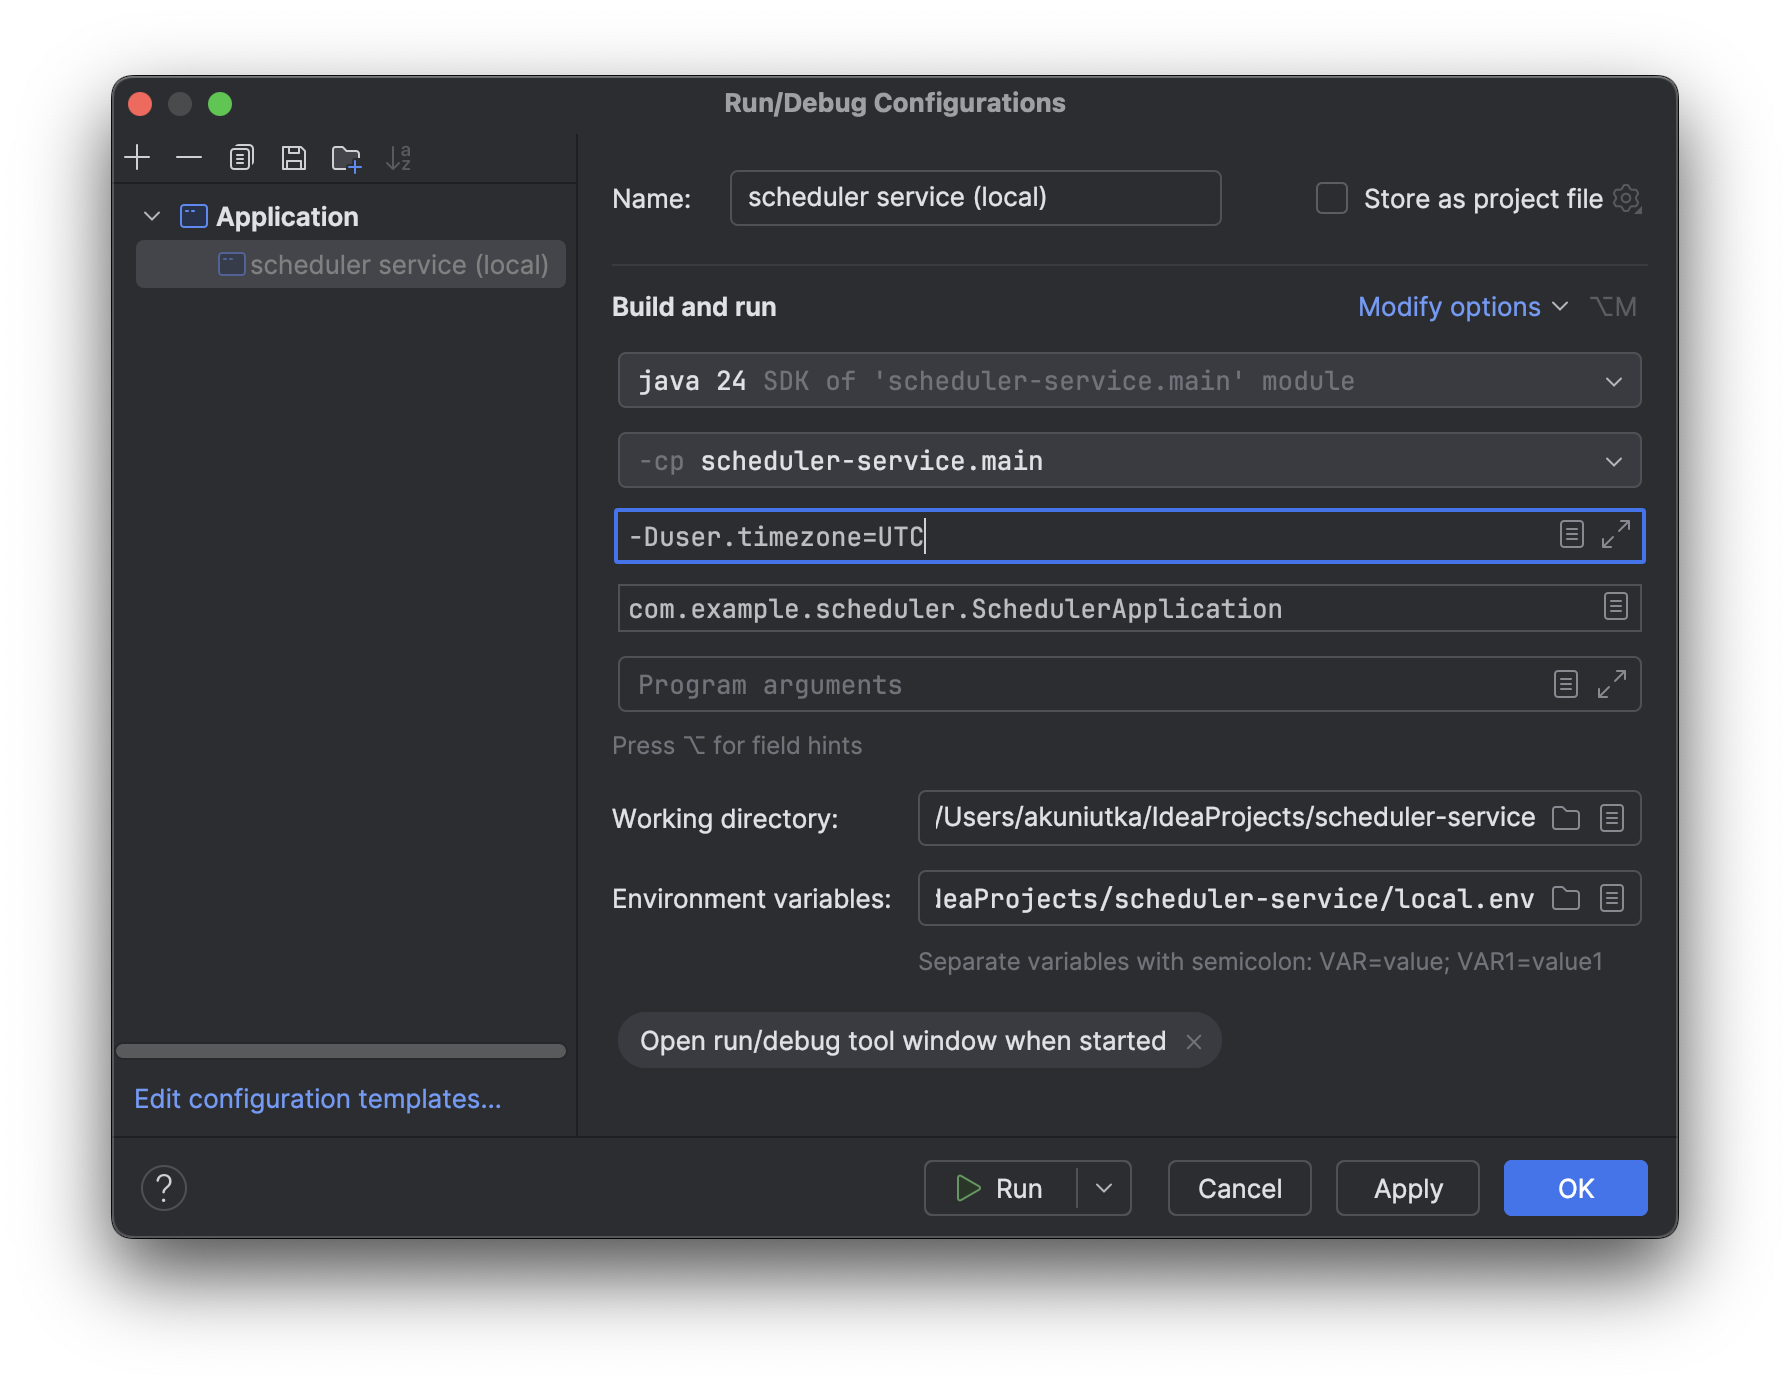 Run/Debug Configurations
Application
scheduler service (local)
Edit configuration templates...
Name: scheduler service (local) Store as project file
Build and run Modify options ⌥M
java 24 SDK of 'scheduler-service.main' module
-cp scheduler-service.main
-Duser.timezone=UTC
com.example.scheduler.SchedulerApplication
Program arguments
Press ⌥ for field hints
Working directory: /Users/akuniutka/IdeaProjects/scheduler-service
Environment variables: deaProjects/scheduler-service/local.env
Separate variables with semicolon: VAR=value; VAR1=value1
Open run/debug tool window when started
? Run Cancel Apply OK